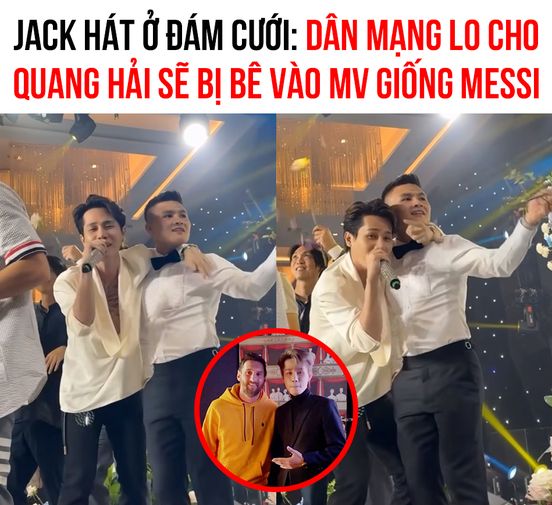 JACK HÁT Ở ĐÁM CƯỚI: DÂN MẠNG LO CHO
QUANG HẢI SẼ BỊ BÊ VÀO MV GIỐNG MESSI